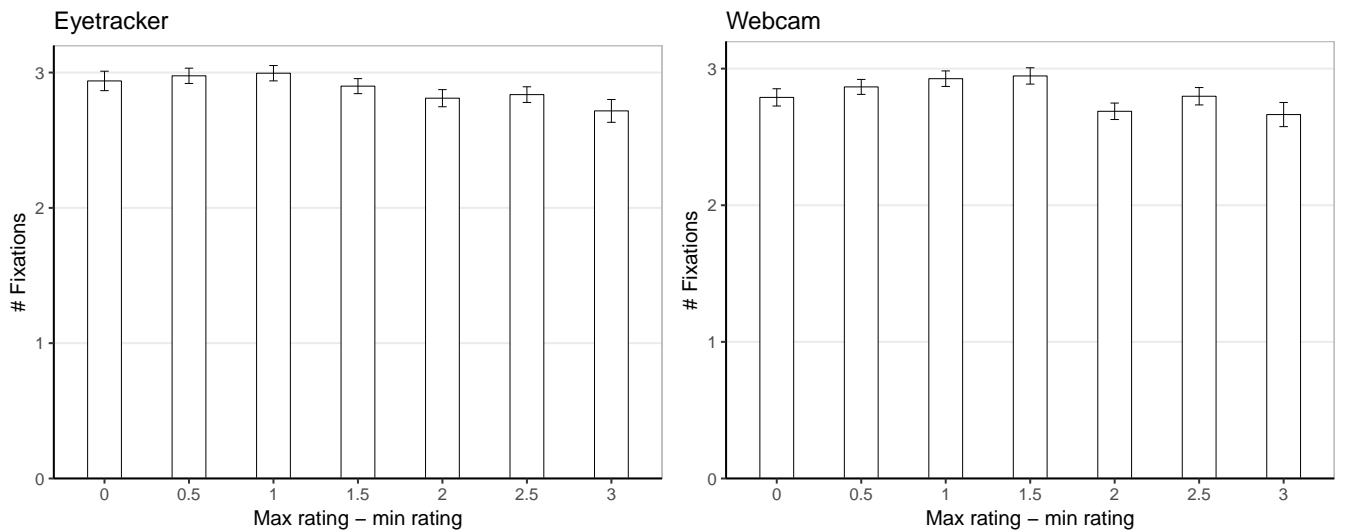 Eyetracker
# Fixations
3
2
1
0
0 0.5 1 1.5 2 2.5 3
Max rating − min rating
Webcam
# Fixations
3
2
1
0
0 0.5 1 1.5 2 2.5 3
Max rating − min rating